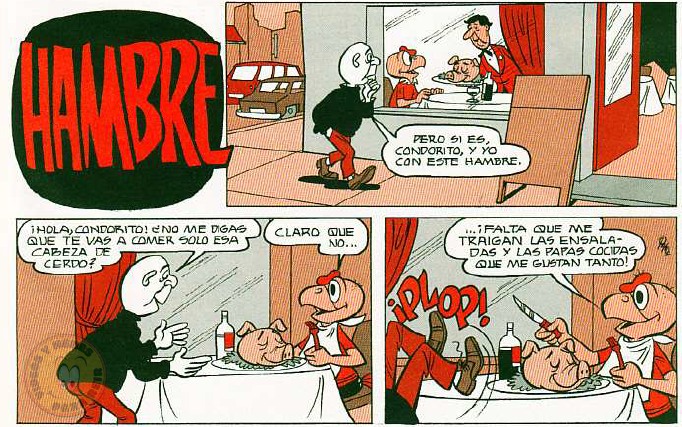 HAMBRE
PERO SI ES,
CONDORITO, Y YO
CON ESTE HAMBRE.
¡HOLA, CONDORITO! ¿NO ME DIGAS
QUE TE VAS A COMER SOLO ESA
CABEZA DE
CERDO?
CLARO QUE
NO...
...¡FALTA QUE ME
TRAIGAN LAS ENSALA-
DAS Y LAS PAPAS COCIDAS
QUE ME GUSTAN TANTO!
¡PLOP!